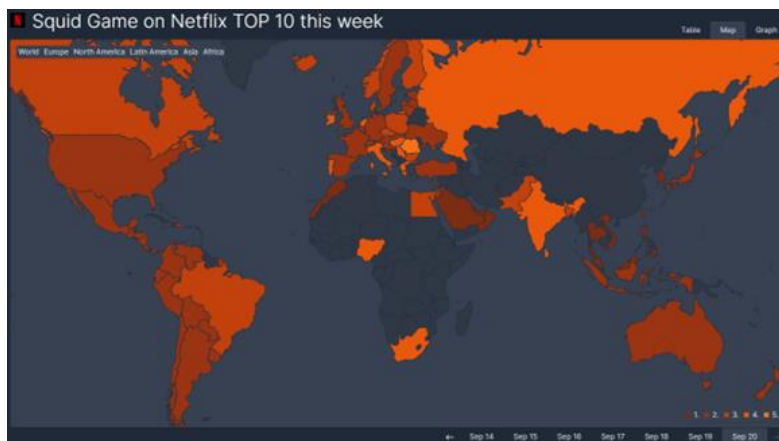 Squid Game on Netflix TOP 10 this week
Table Map Graph
World Europe North America Latin America Asia Africa
1. 2. 3. 4. 5.
← Sep 14 Sep 15 Sep 16 Sep 17 Sep 18 Sep 19 Sep 20